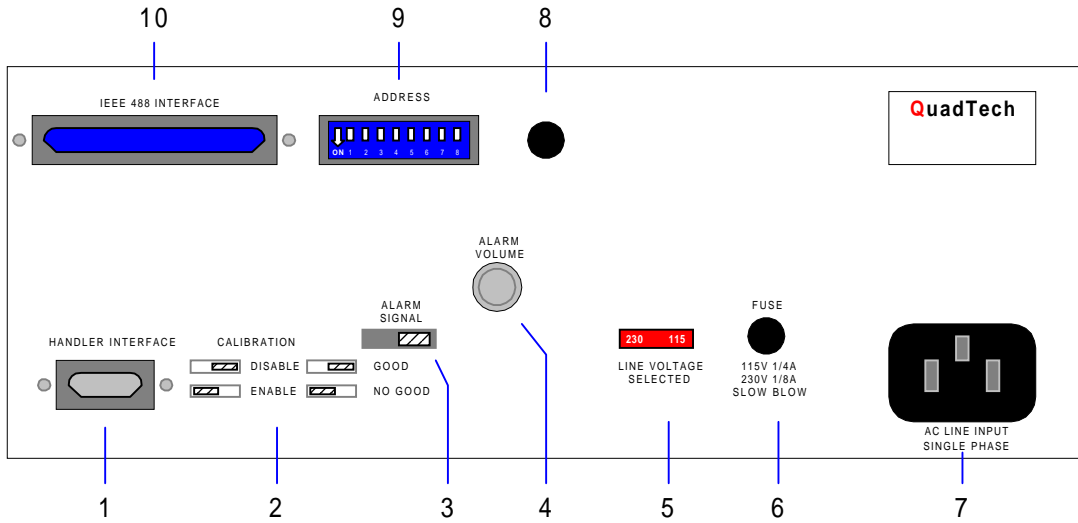 10 9 8
IEEE 488 INTERFACE
ADDRESS
QuadTech
ON 1 2 3 4 5 6 7 8
ALARM
VOLUME
ALARM
SIGNAL
FUSE
230 115
HANDLER INTERFACE
CALIBRATION
DISABLE
GOOD
ENABLE
NO GOOD
LINE VOLTAGE
SELECTED
115V 1/4A
230V 1/8A
SLOW BLOW
AC LINE INPUT
SINGLE PHASE
1 2 3 4 5 6 7